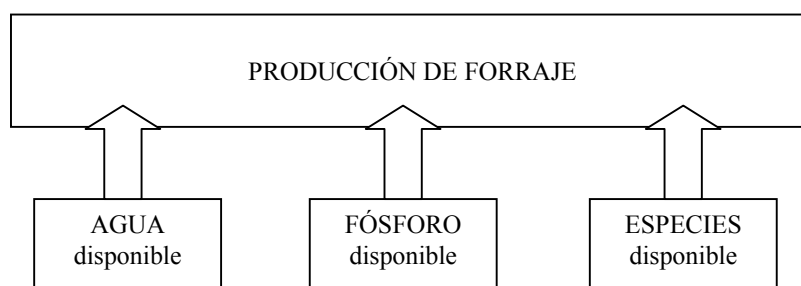 PRODUCCIÓN DE FORRAJE
AGUA
disponible
FÓSFORO
disponible
ESPECIES
disponible